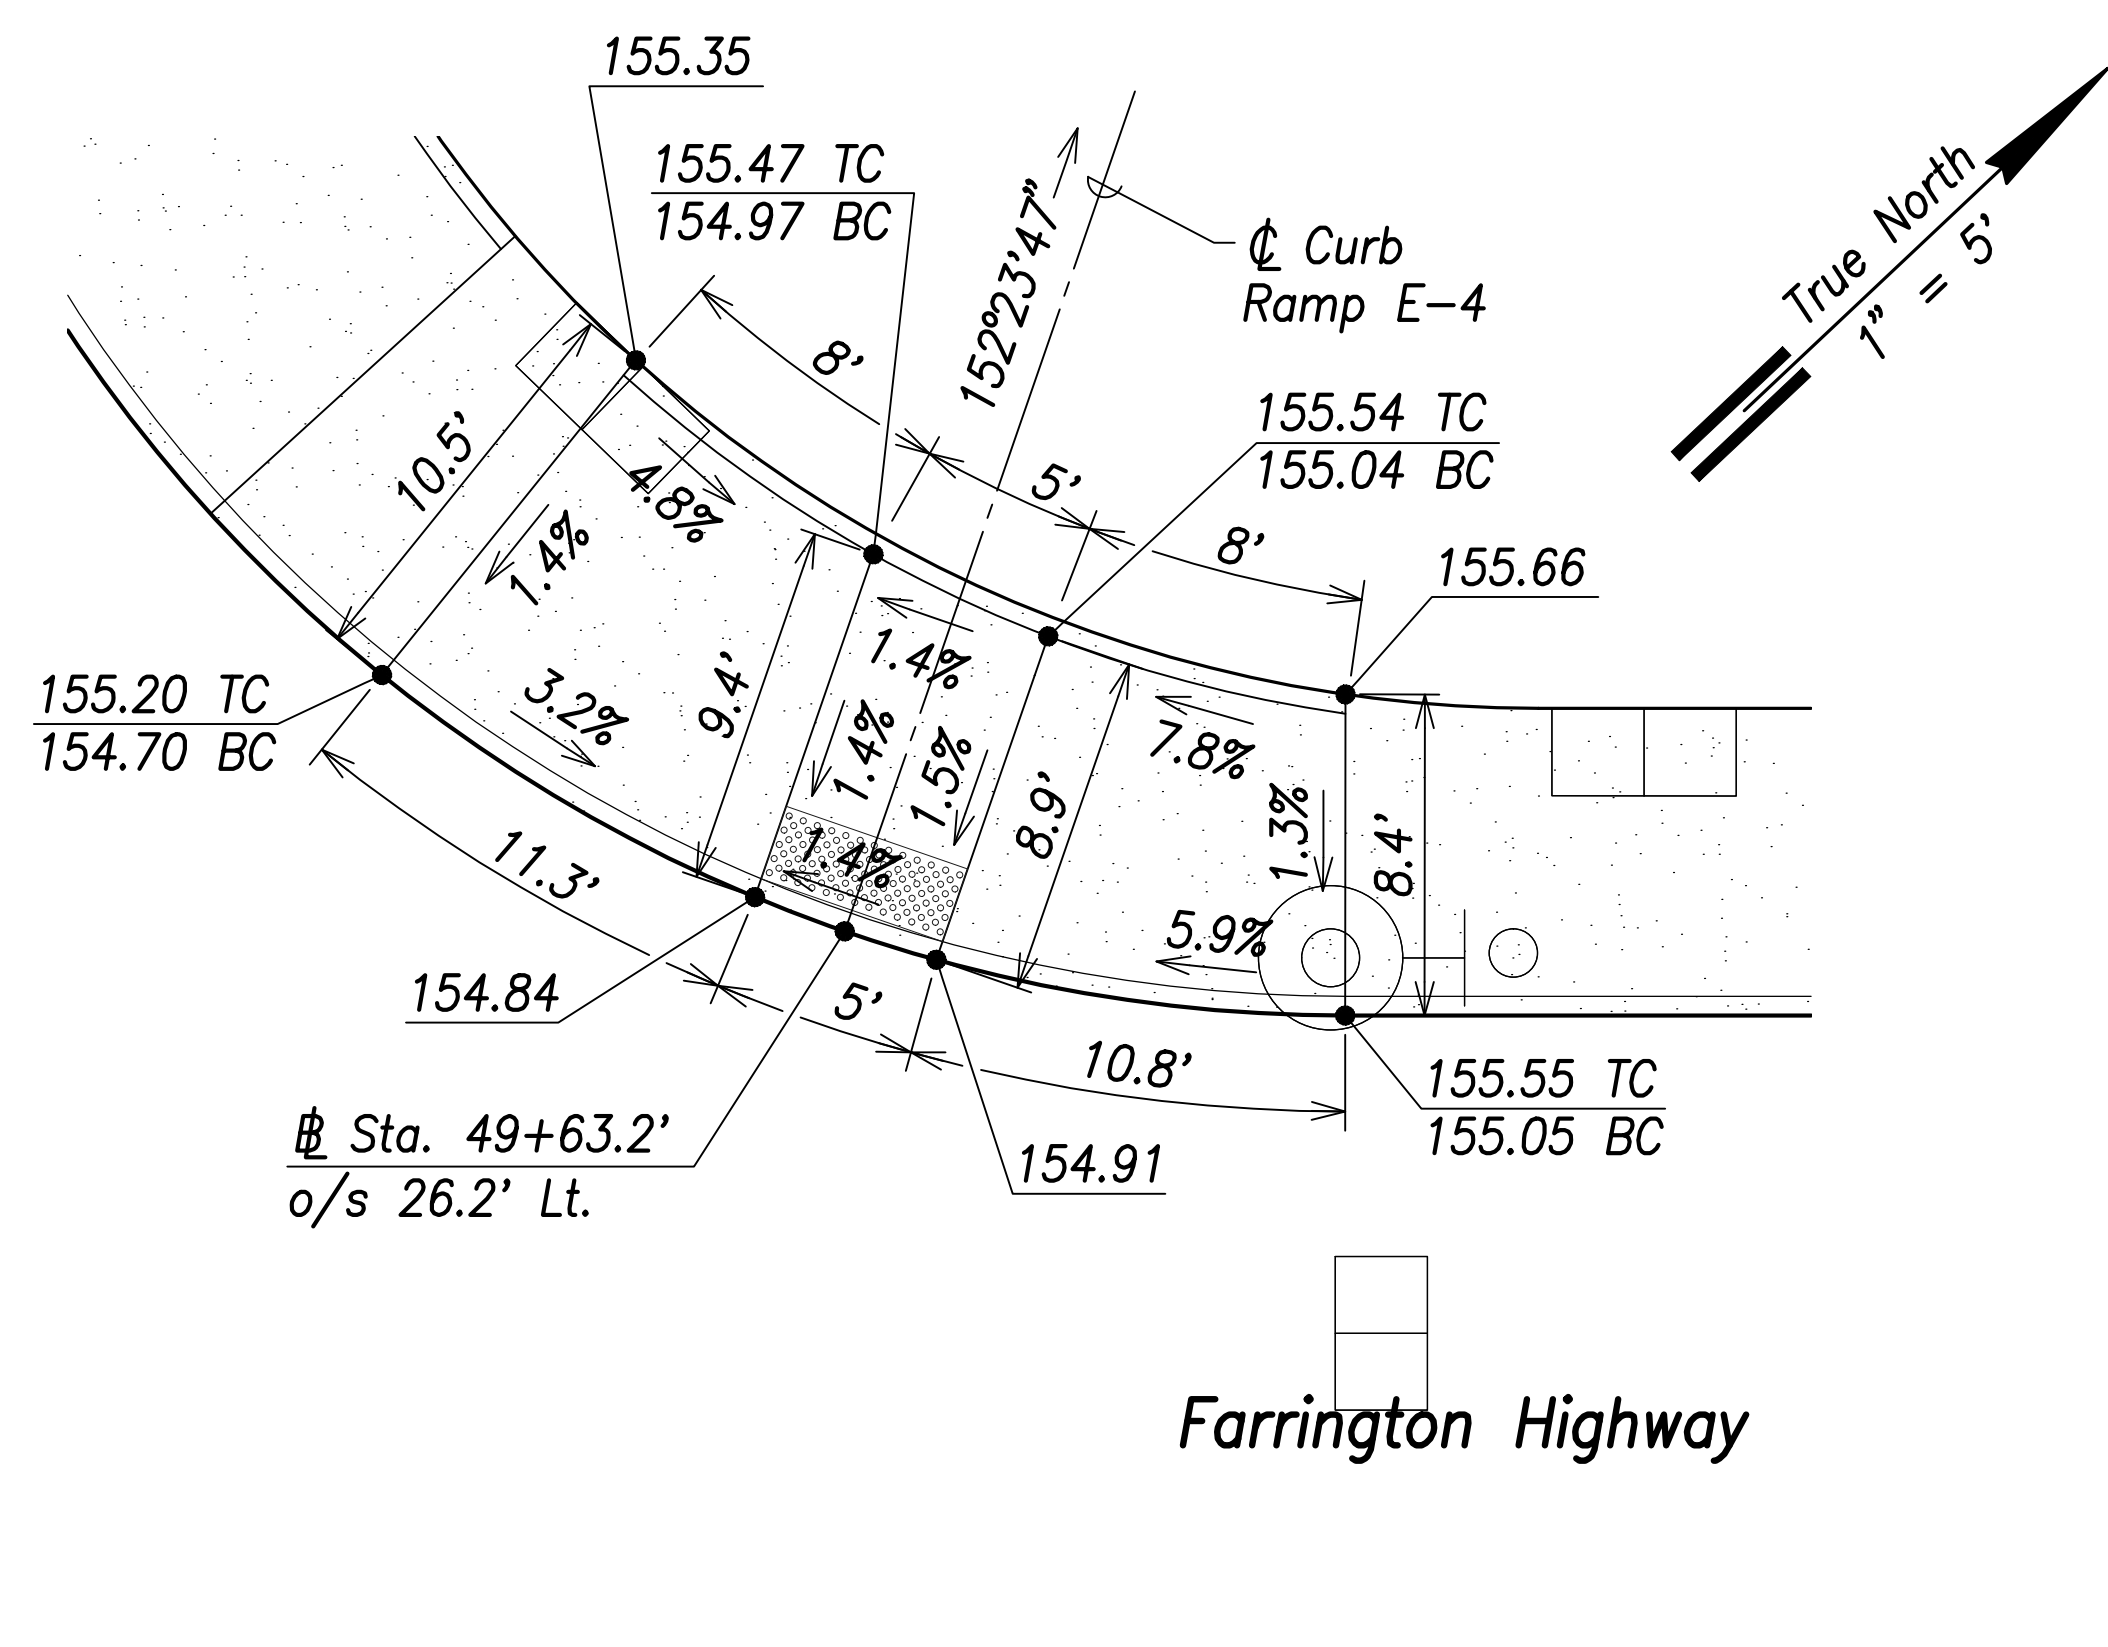 155.35
155.47 TC
154.97 BC
152°23'47"
℄ Curb
Ramp E-4
True North
1" = 5'
8'
5'
8'
155.54 TC
155.04 BC
155.66
10.5'
4.8%
1.4%
1.4%
9.4'
3.2%
1.4%
1.5%
8.9'
7.8%
1.3%
8.4'
155.20 TC
154.70 BC
1.4%
5.9%
11.3'
5'
10.8'
154.84
155.55 TC
155.05 BC
154.91
B̲L Sta. 49+63.2'
o/s 26.2' Lt.
Farrington Highway